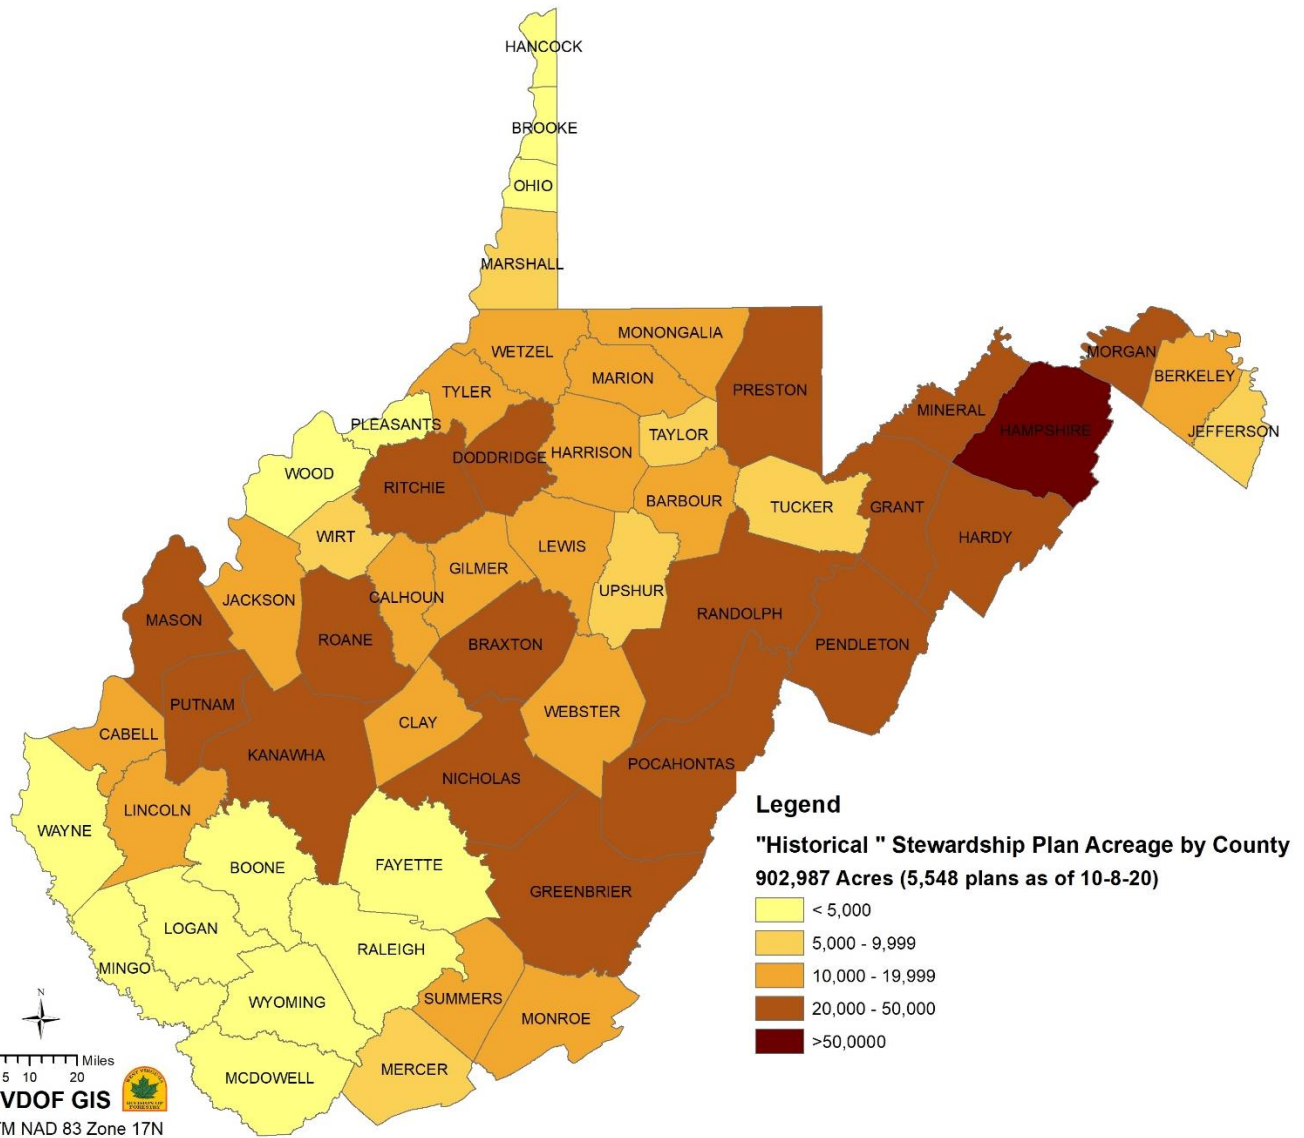 HANCOCK
BROOKE
OHIO
MARSHALL
WETZEL
MONONGALIA
MARION
TYLER
PRESTON
MORGAN
BERKELEY
MINERAL
HAMPSHIRE
JEFFERSON
PLEASANTS
TAYLOR
DODDRIDGE
HARRISON
WOOD
RITCHIE
BARBOUR
TUCKER
GRANT
HARDY
WIRT
LEWIS
GILMER
UPSHUR
CALHOUN
JACKSON
MASON
ROANE
BRAXTON
RANDOLPH
PENDLETON
PUTNAM
WEBSTER
CLAY
CABELL
KANAWHA
NICHOLAS
POCAHONTAS
LINCOLN
WAYNE
BOONE
FAYETTE
GREENBRIER
LOGAN
RALEIGH
MINGO
WYOMING
SUMMERS
MONROE
MCDOWELL
MERCER
Legend
"Historical " Stewardship Plan Acreage by County
902,987 Acres (5,548 plans as of 10-8-20)
< 5,000
5,000 - 9,999
10,000 - 19,999
20,000 - 50,000
>50,0000
N
Miles
5 10 20
VDOF GIS
WEST VIRGINIA
DIVISION OF
FORESTRY
M NAD 83 Zone 17N